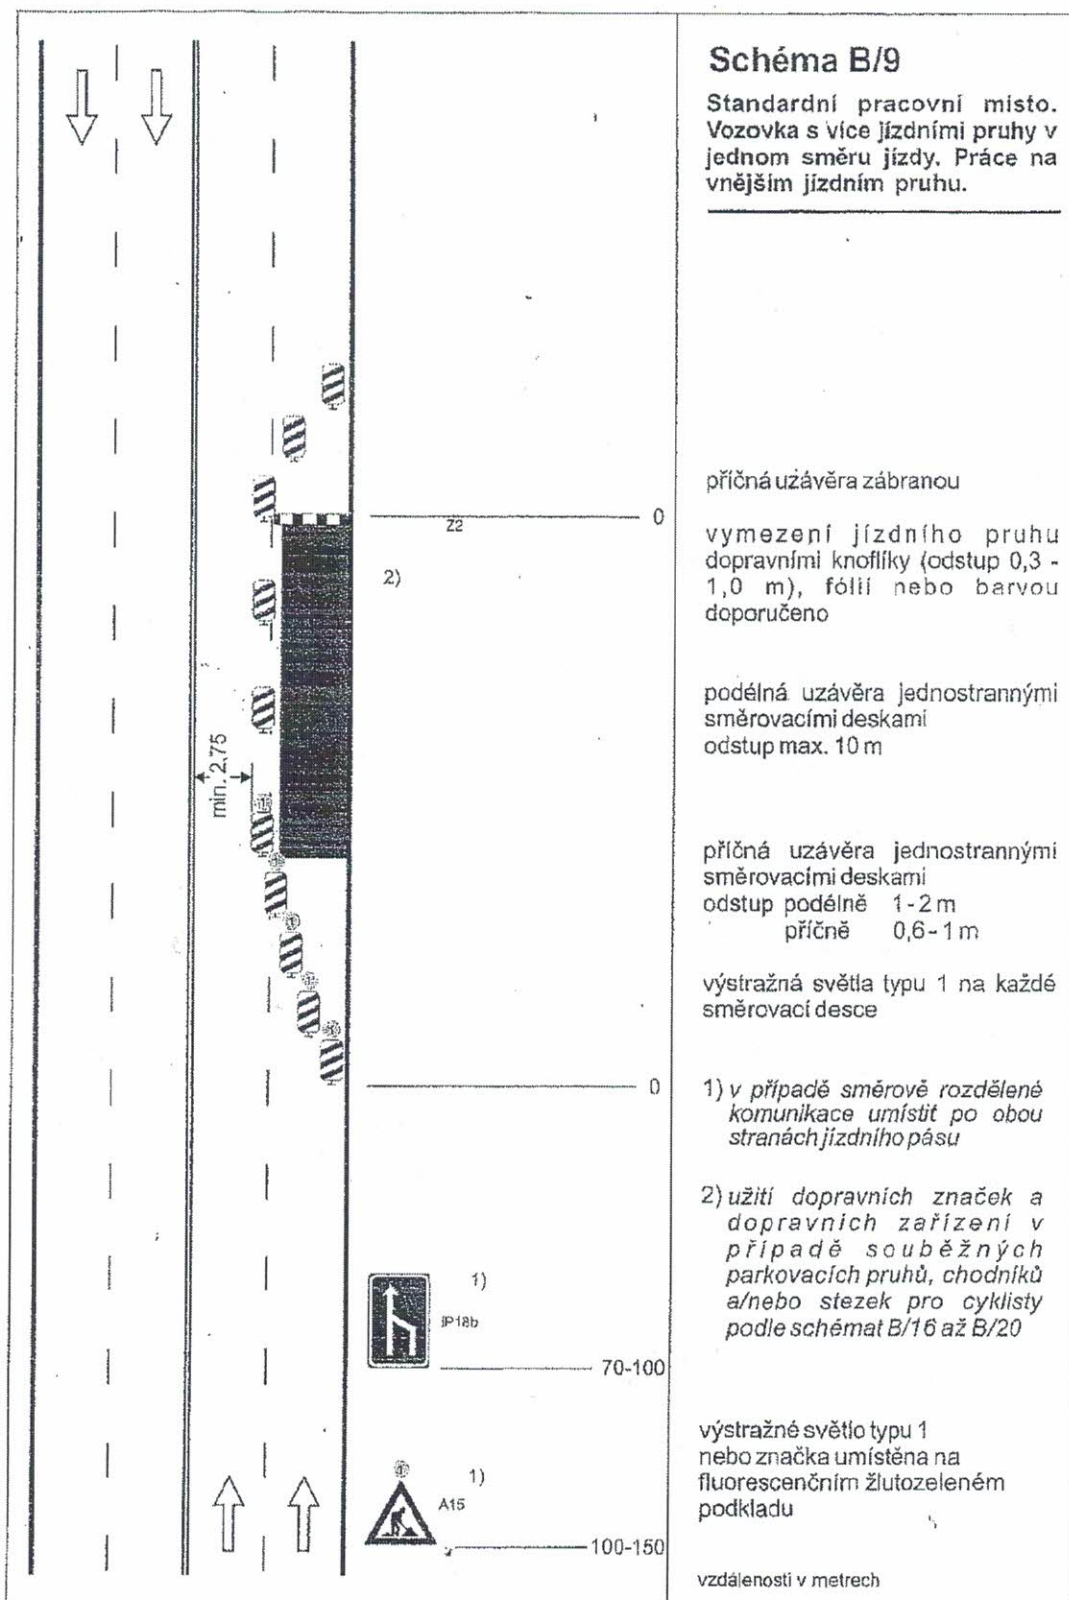 Schéma B/9
Standardní pracovní místo.
Vozovka s více jízdními pruhy v
jednom směru jízdy. Práce na
vnějším jízdním pruhu.
příčná uzávěra zábranou
0
Z2
vymezení jízdního pruhu
dopravními knoflíky (odstup 0,3 -
1,0 m), fólií nebo barvou
doporučeno
2)
podélná uzávěra jednostrannými
směrovacími deskami
odstup max. 10 m
min. 2,75
příčná uzávěra jednostrannými
směrovacími deskami
odstup podélně 1-2 m
příčně 0,6-1 m
výstražná světla typu 1 na každé
směrovací desce
0
1) v případě směrově rozdělené
komunikace umístit po obou
stranách jízdního pásu
2) užití dopravních značek a
dopravních zařízení v
případě souběžných
parkovacích pruhů, chodníků
a/nebo stezek pro cyklisty
podle schémat B/16 až B/20
1)
IP18b
70-100
výstražné světlo typu 1
nebo značka umístěna na
fluorescenčním žlutozeleném
podkladu
1)
A15
100-150
vzdálenosti v metrech